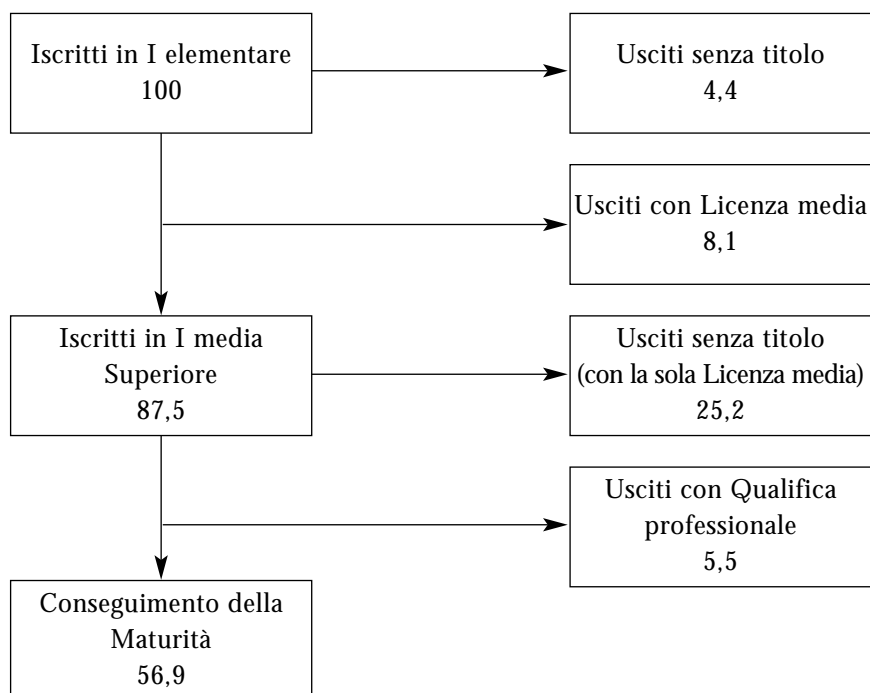 Iscritti in I elementare
100
Usciti senza titolo
4,4
Usciti con Licenza media
8,1
Iscritti in I media
Superiore
87,5
Usciti senza titolo
(con la sola Licenza media)
25,2
Usciti con Qualifica
professionale
5,5
Conseguimento della
Maturità
56,9